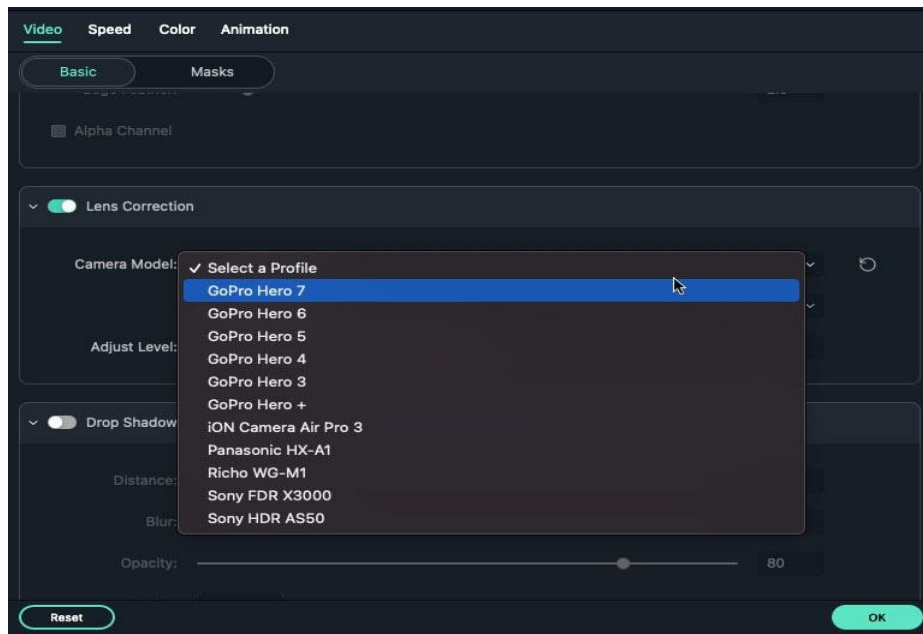 Video Speed Color Animation
Basic Masks
Alpha Channel
Lens Correction
Camera Model: ✓ Select a Profile
GoPro Hero 7
GoPro Hero 6
GoPro Hero 5
Adjust Level:
GoPro Hero 4
GoPro Hero 3
GoPro Hero +
Drop Shadow
iON Camera Air Pro 3
Panasonic HX-A1
Distance:
Richo WG-M1
Sony FDR X3000
Blur:
Sony HDR AS50
Opacity: 80
Reset OK